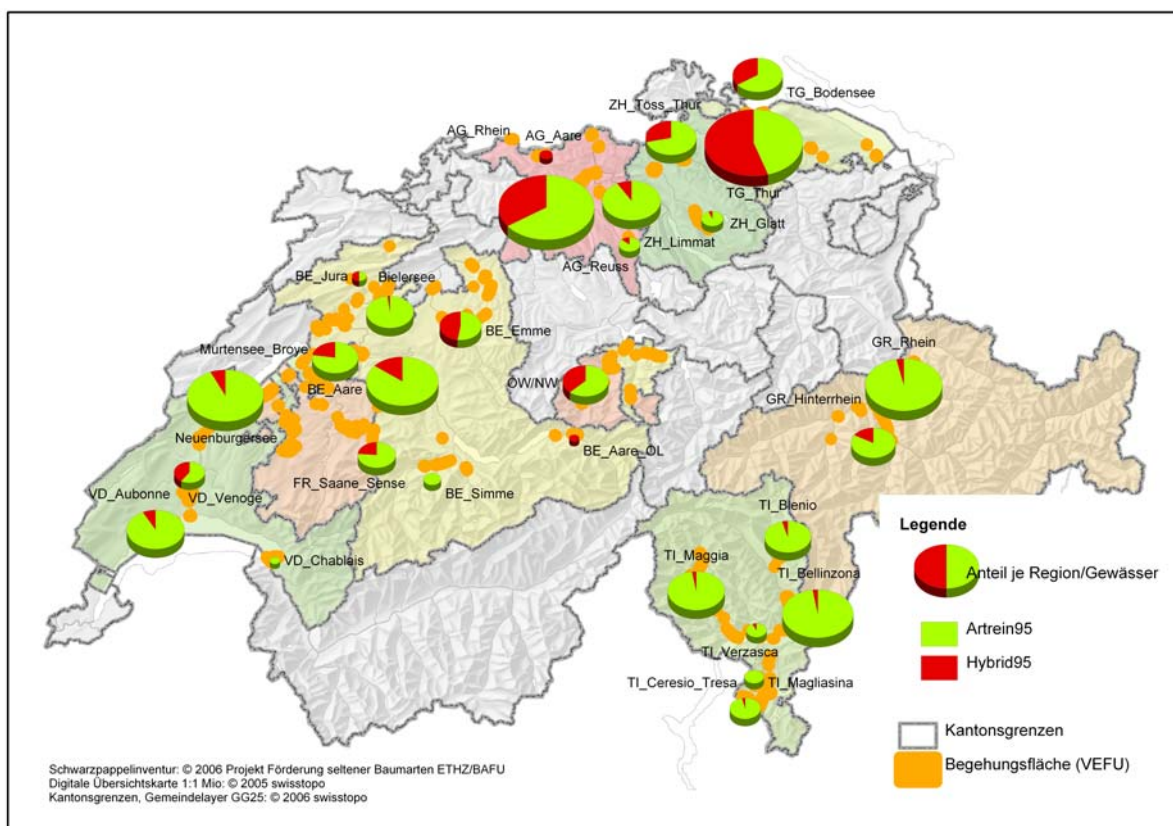 TG_Bodensee
ZH_Töss_Thur
AG_Rhein
AG_Aare
TG_Thur
ZH_Glatt
ZH_Limmat
AG_Reuss
BE_Jura
Bielersee
BE_Emme
Murtensee_Broye
BE_Aare
OW/NW
GR_Rhein
GR_Hinterrhein
Neuenburgersee
BE_Aare_OL
FR_Saane_Sense
BE_Simme
VD_Aubonne
VD_Venoge
VD_Chablais
TI_Blenio
TI_Maggia
TI_Bellinzona
TI_Verzasca
TI_Ceresio_Tresa
TI_Magliasina
Legende
Anteil je Region/Gewässer
Artrein95
Hybrid95
Kantonsgrenzen
Begehungsfläche (VEFU)
Schwarzpappelinventur: © 2006 Projekt Förderung seltener Baumarten ETHZ/BAFU
Digitale Übersichtskarte 1:1 Mio: © 2005 swisstopo
Kantonsgrenzen, Gemeindelayer GG25: © 2006 swisstopo